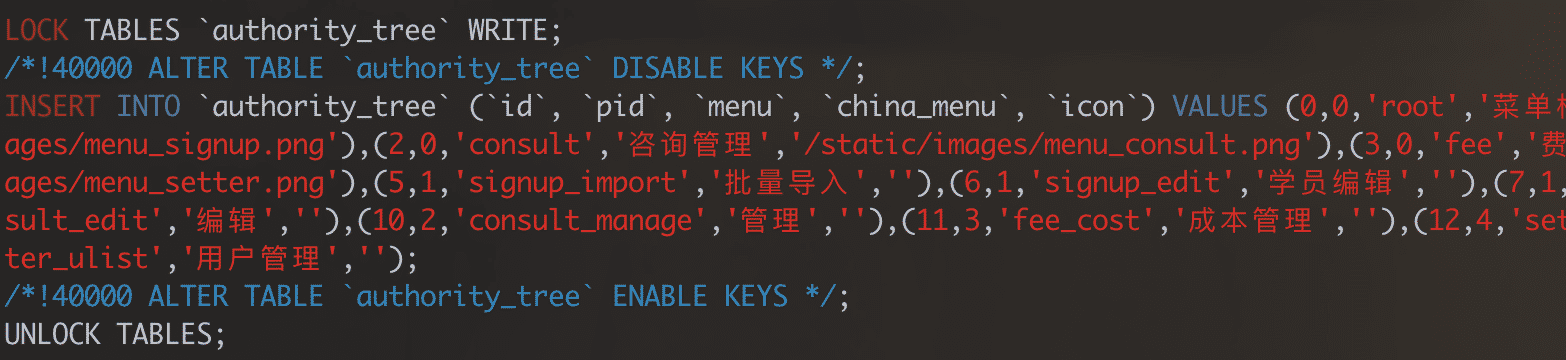 LOCK TABLES `authority_tree` WRITE;
/*!40000 ALTER TABLE `authority_tree` DISABLE KEYS */;
INSERT INTO `authority_tree` (`id`, `pid`, `menu`, `china_menu`, `icon`) VALUES (0,0,'root','菜单
ages/menu_signup.png'),(2,0,'consult','咨询管理','/static/images/menu_consult.png'),(3,0,'fee','费
ages/menu_setter.png'),(5,1,'signup_import','批量导入',''),(6,1,'signup_edit','学员编辑',''),(7,1,
sult_edit','编辑',''),(10,2,'consult_manage','管理',''),(11,3,'fee_cost','成本管理',''),(12,4,'set
ter_ulist','用户管理','');
/*!40000 ALTER TABLE `authority_tree` ENABLE KEYS */;
UNLOCK TABLES;